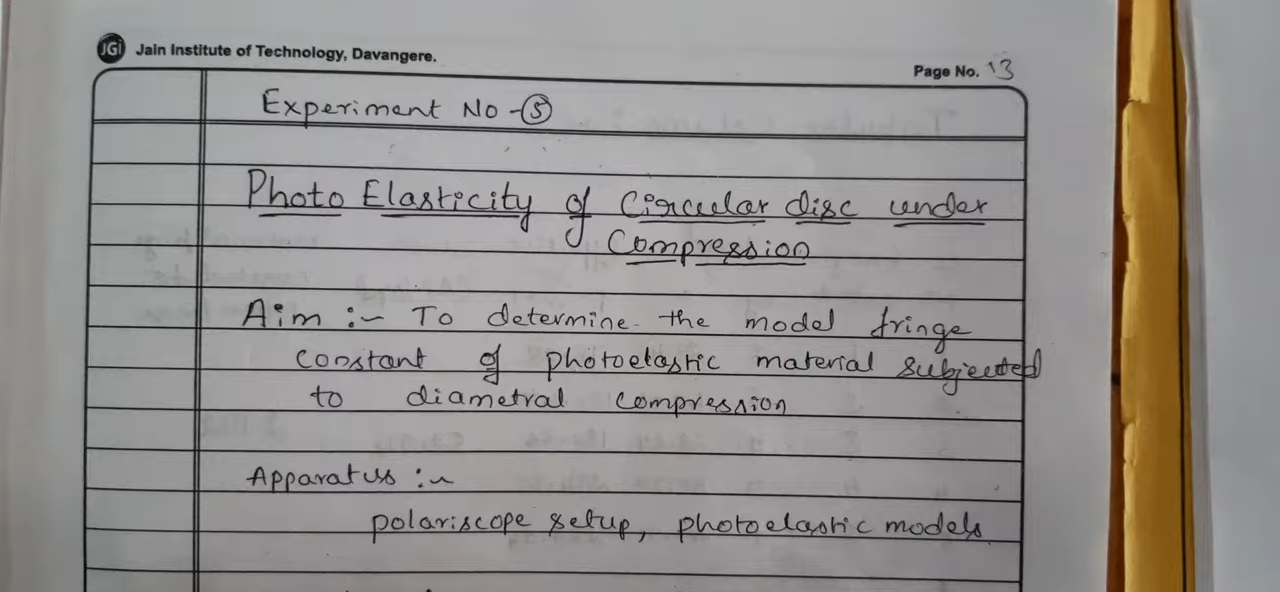 JGi Jain Institute of Technology, Davangere.
Page No. 13
Experiment No -5
Photo Elasticity of Circular disc under
Compression
Aim :- To determine the model fringe
constant of photoelastic material subjected
to diametral compression
Apparatus :-
polariscope setup, photoelastic models